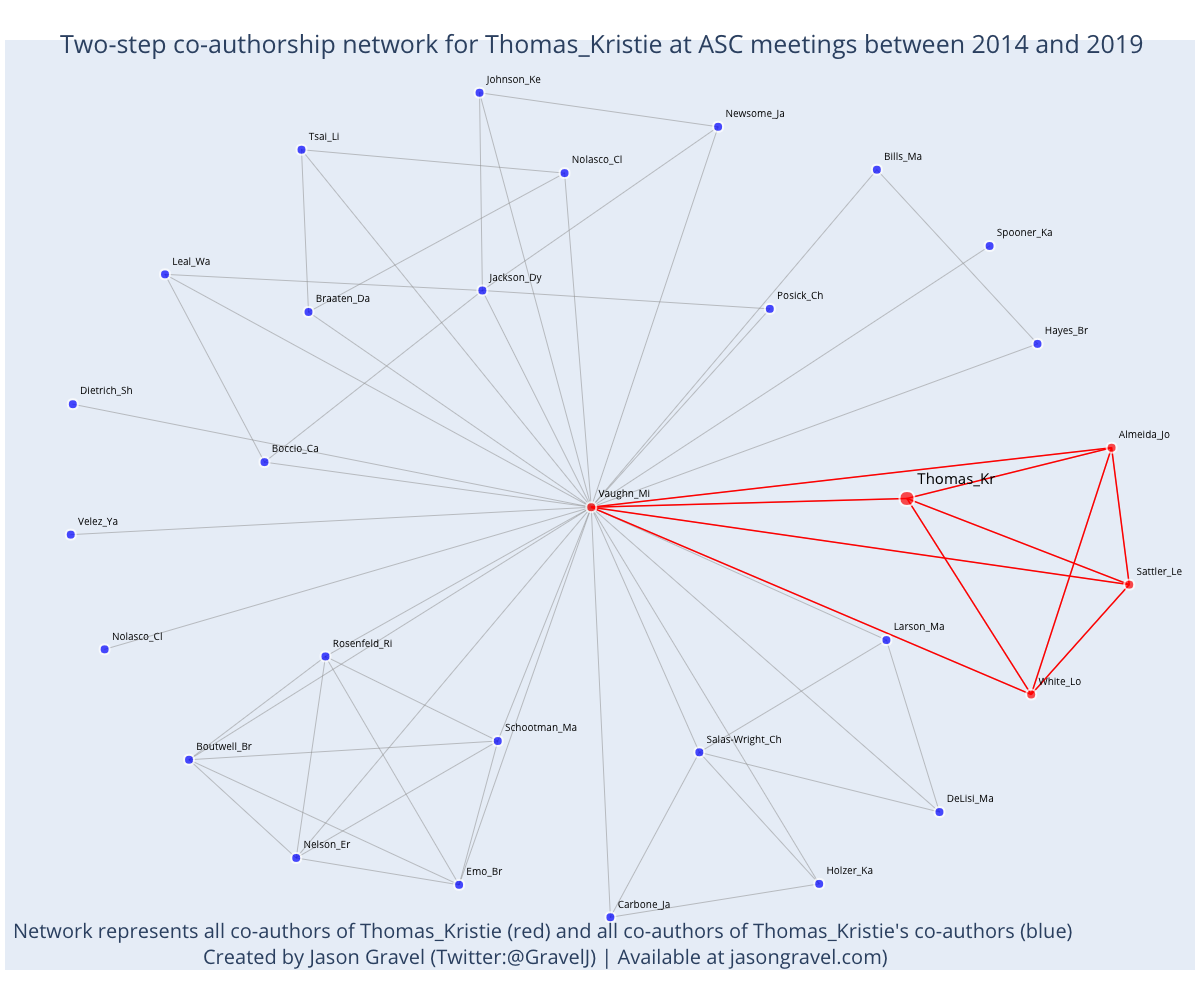 Two-step co-authorship network for Thomas_Kristie at ASC meetings between 2014 and 2019
Johnson_Ke
Newsome_Ja
Tsai_Li
Nolasco_Cl
Bills_Ma
Spooner_Ka
Leal_Wa
Jackson_Dy
Braaten_Da
Posick_Ch
Hayes_Br
Dietrich_Sh
Almeida_Jo
Boccio_Ca
Thomas_Kr
Vaughn_Mi
Velez_Ya
Sattler_Le
Larson_Ma
Nolasco_Cl
Rosenfeld_Ri
White_Lo
Schootman_Ma
Salas-Wright_Ch
Boutwell_Br
DeLisi_Ma
Nelson_Er
Emo_Br
Holzer_Ka
Carbone_Ja
Network represents all co-authors of Thomas_Kristie (red) and all co-authors of Thomas_Kristie's co-authors (blue)
Created by Jason Gravel (Twitter:@GravelJ) | Available at jasongravel.com)